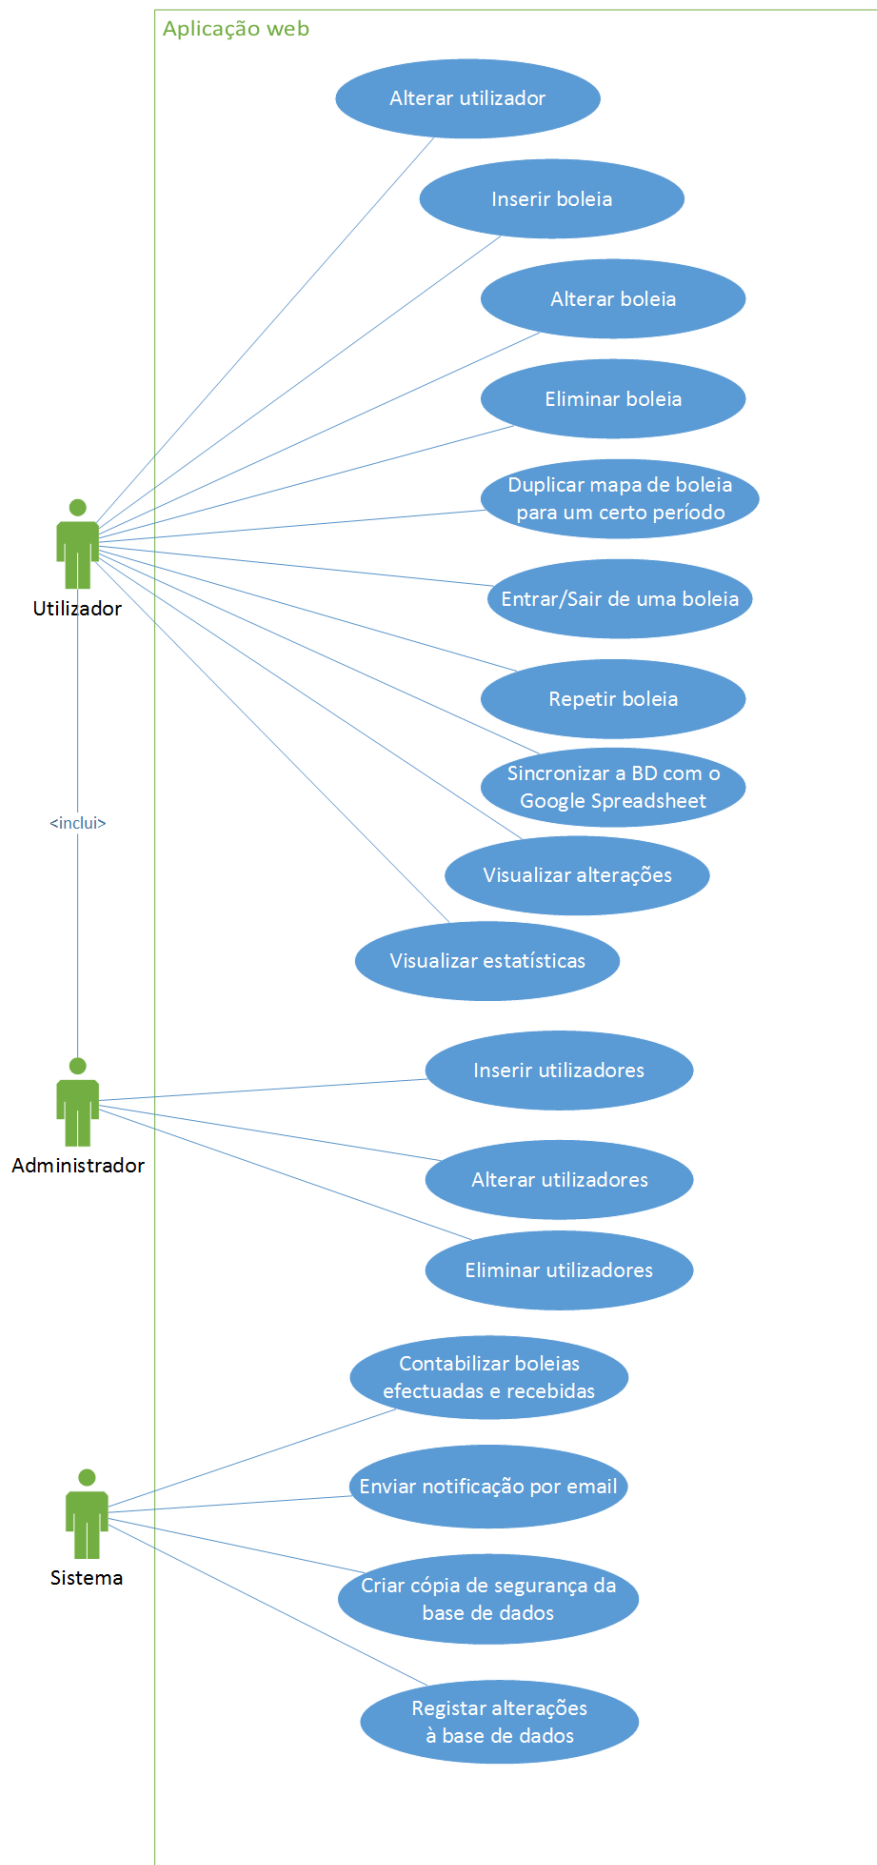 Aplicação web
Alterar utilizador
Inserir boleia
Alterar boleia
Eliminar boleia
Duplicar mapa de boleia
para um certo período
Utilizador
Entrar/Sair de uma boleia
Repetir boleia
Sincronizar a BD com o
Google Spreadsheet
<inclui>
Visualizar alterações
Visualizar estatísticas
Inserir utilizadores
Administrador
Alterar utilizadores
Eliminar utilizadores
Contabilizar boleias
efectuadas e recebidas
Enviar notificação por email
Sistema
Criar cópia de segurança da
base de dados
Registar alterações
à base de dados